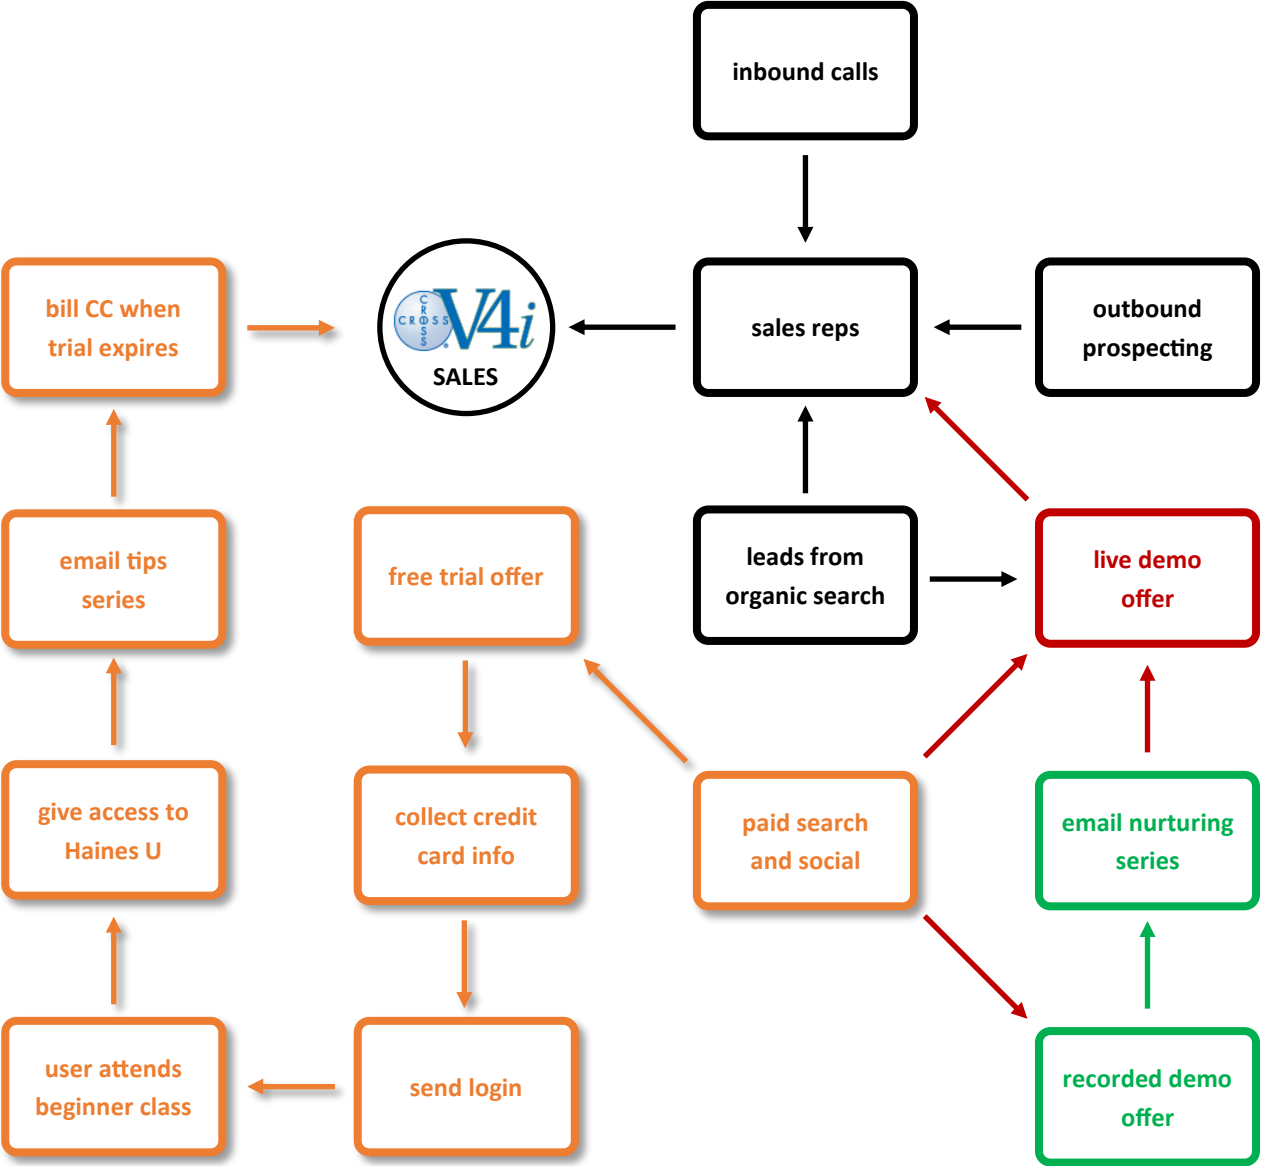 inbound calls
bill CC when
trial expires
CROSS
CROSS
V4i
SALES
sales reps
outbound
prospecting
email tips
series
free trial offer
leads from
organic search
live demo
offer
give access to
Haines U
collect credit
card info
paid search
and social
email nurturing
series
user attends
beginner class
send login
recorded demo
offer